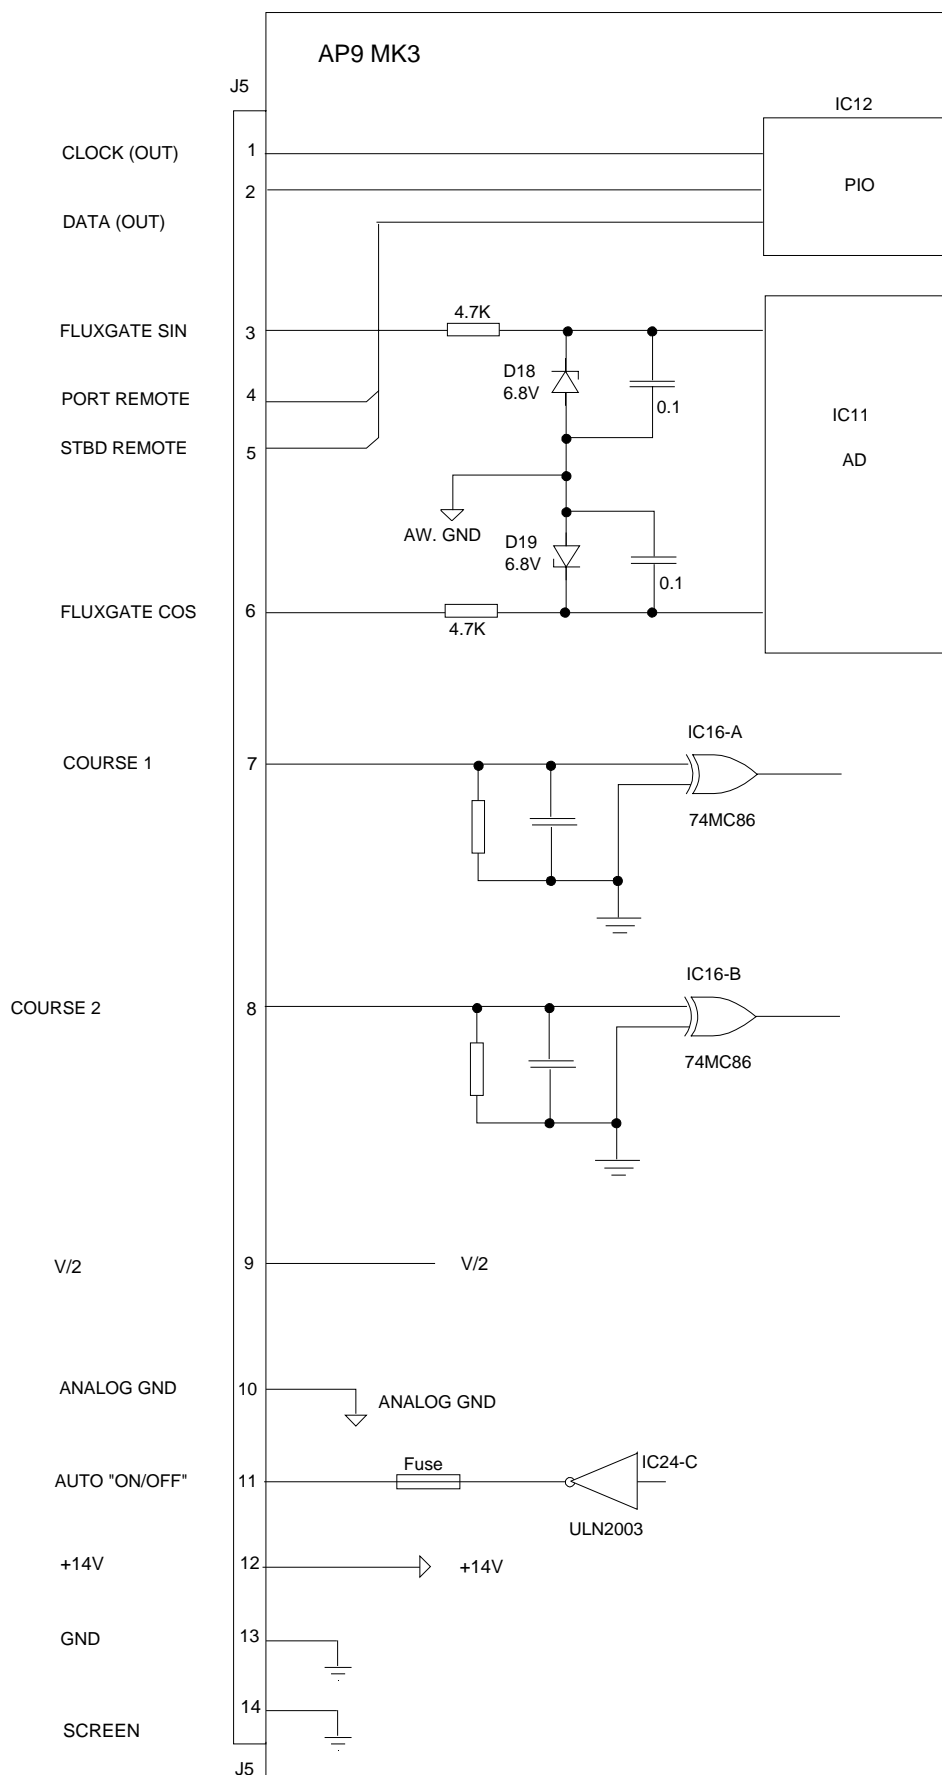 AP9 MK3
J5
IC12
CLOCK (OUT) 1
2 PIO
DATA (OUT)
4.7K
FLUXGATE SIN 3
D18
6.8V
0.1
PORT REMOTE 4
IC11
STBD REMOTE 5
AD
AW. GND
D19
6.8V
0.1
FLUXGATE COS 6
4.7K
IC16-A
COURSE 1 7
74MC86
IC16-B
COURSE 2 8
74MC86
V/2 9 V/2
ANALOG GND 10 ANALOG GND
Fuse IC24-C
AUTO "ON/OFF" 11
ULN2003
+14V 12 +14V
GND 13
14
SCREEN
J5